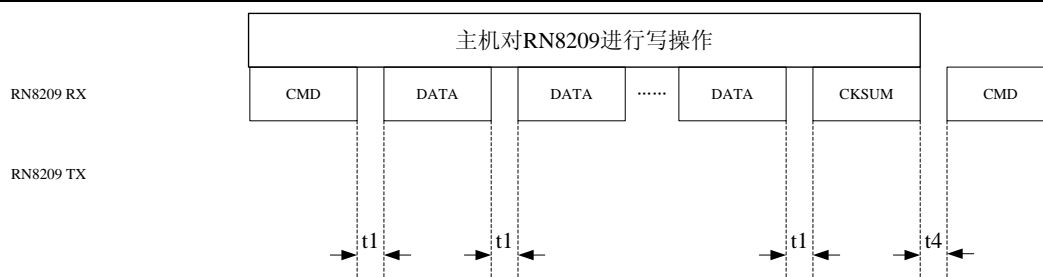 主机对RN8209进行写操作
RN8209 RX
CMD
DATA
DATA
······
DATA
CKSUM
CMD
RN8209 TX
t1
t1
t1
t4